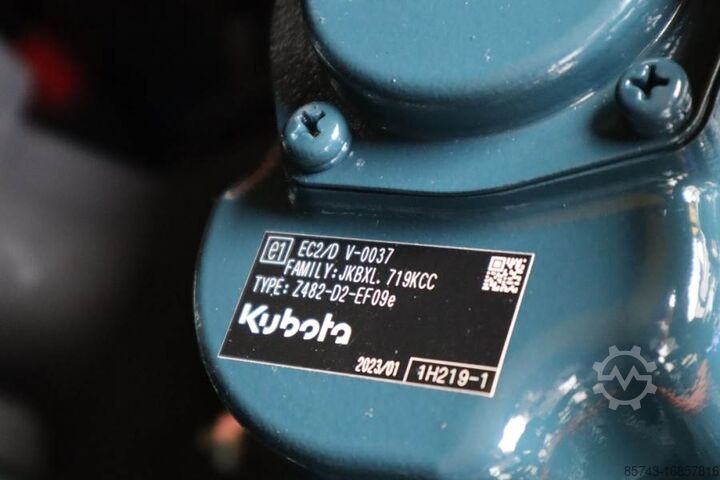 e1 EC2/D V-0037
FAMILY:JKBXL.719KCC
TYPE: Z482-D2-EF09e
Kubota
2023/01 1H219-1
85743-16857816